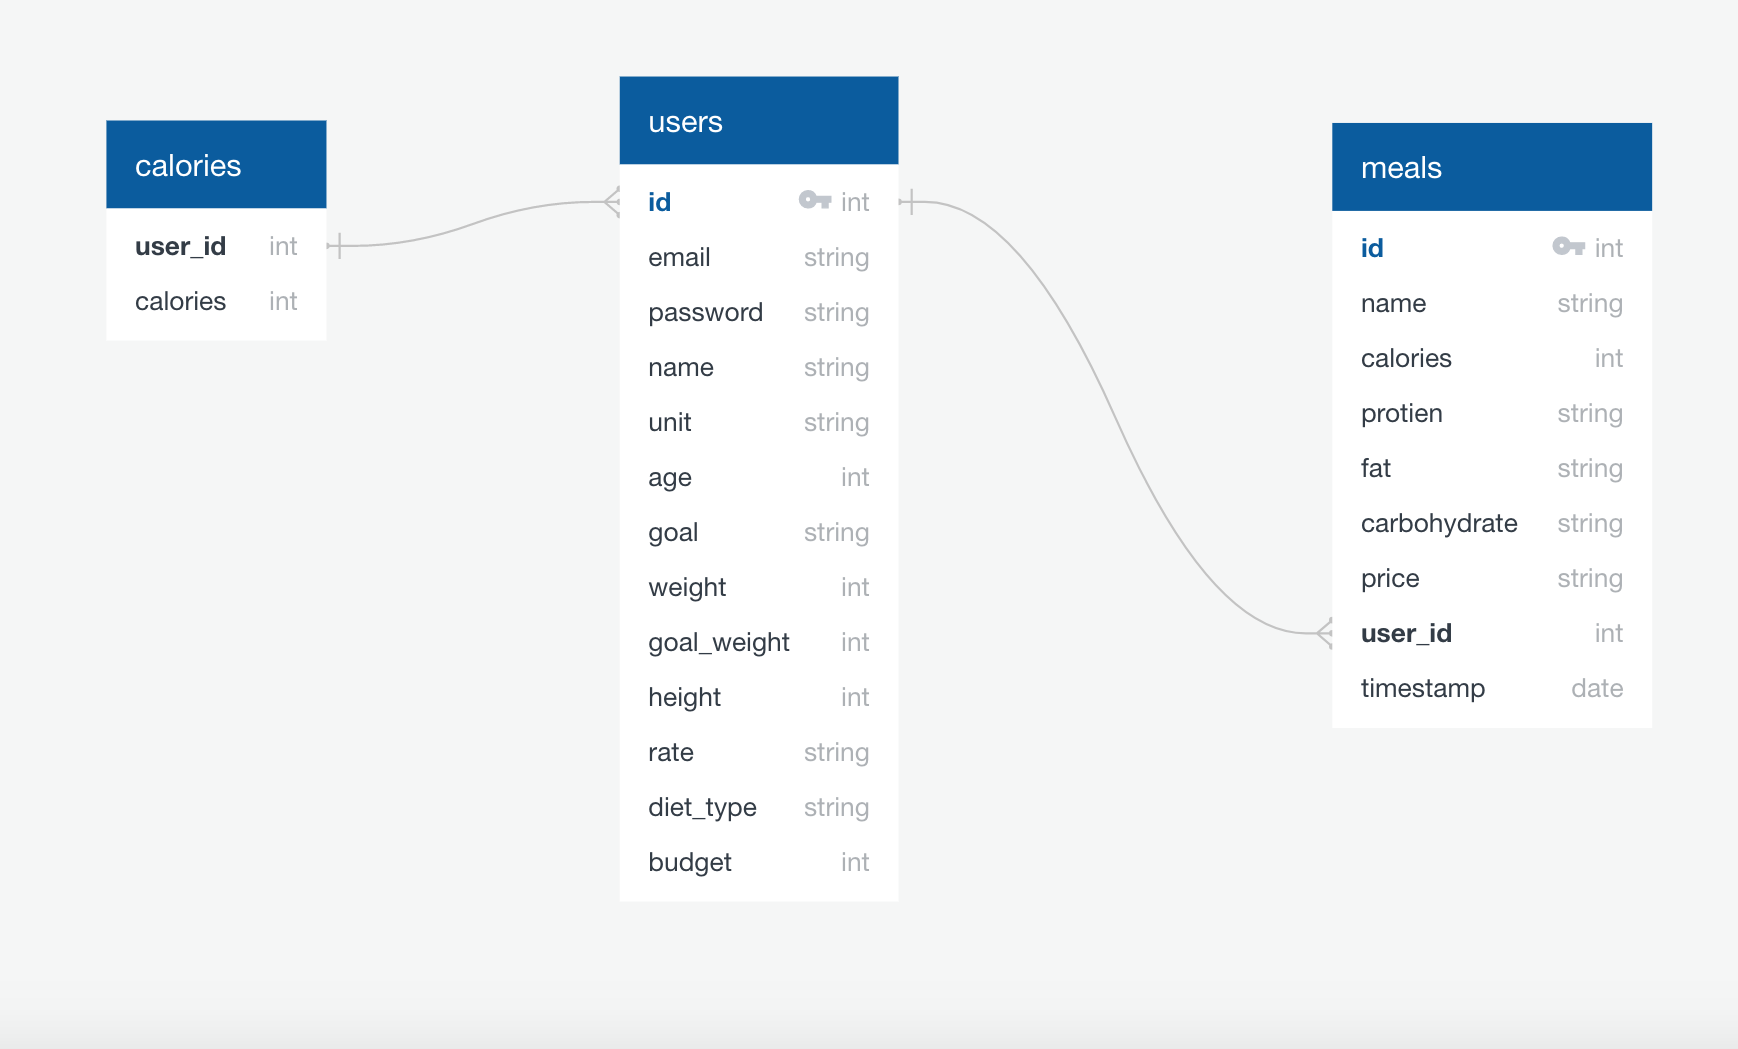 calories
user_id int
calories int
users
id int
email string
password string
name string
unit string
age int
goal string
weight int
goal_weight int
height int
rate string
diet_type string
budget int
meals
id int
name string
calories int
protien string
fat string
carbohydrate string
price string
user_id int
timestamp date